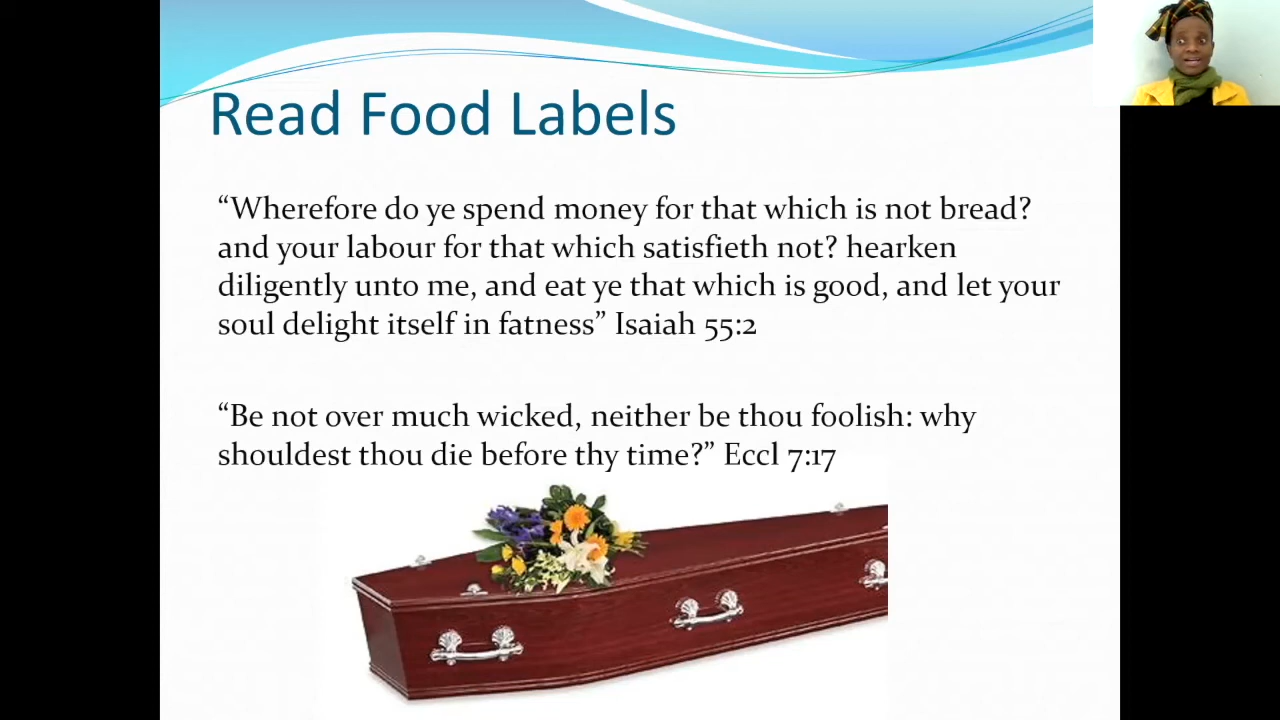 Read Food Labels
“Wherefore do ye spend money for that which is not bread?
and your labour for that which satisfieth not? hearken
diligently unto me, and eat ye that which is good, and let your
soul delight itself in fatness” Isaiah 55:2
“Be not over much wicked, neither be thou foolish: why
shouldest thou die before thy time?” Eccl 7:17